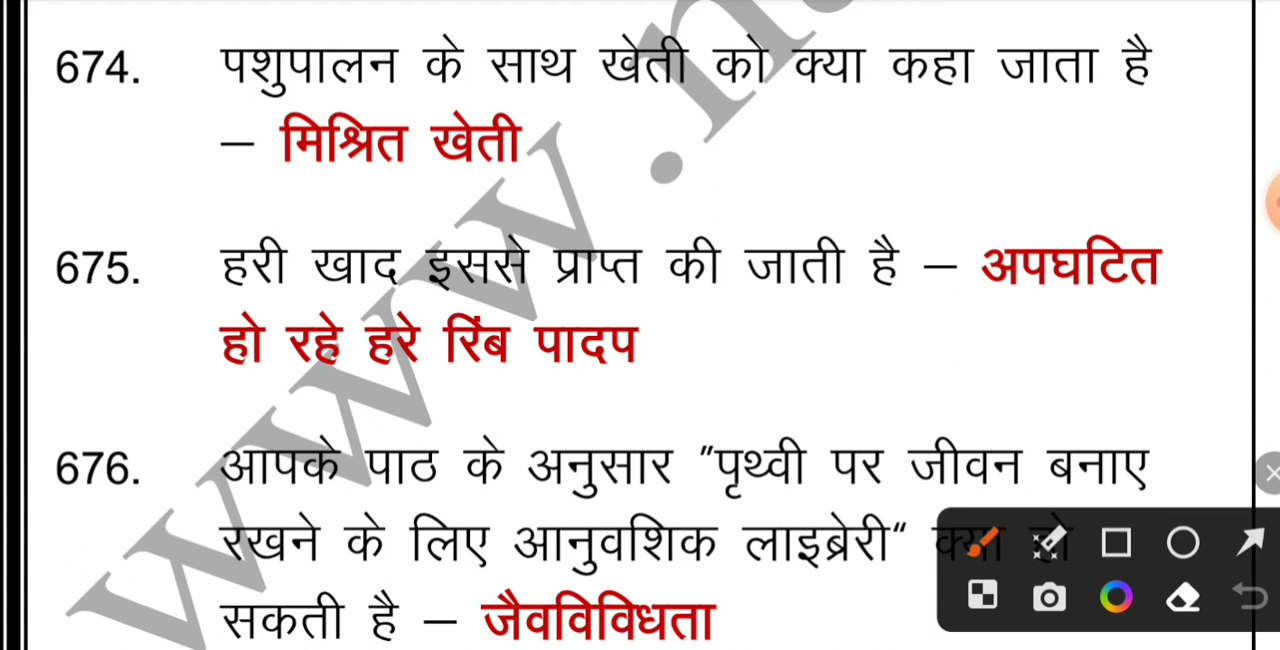 674. पशुपालन के साथ खेती को क्या कहा जाता है
– मिश्रित खेती
675. हरी खाद इससे प्राप्त की जाती है – अपघटित
हो रहे हरे रिंब पादप
676. आपके पाठ के अनुसार "पृथ्वी पर जीवन बनाए
रखने के लिए आनुवशिक लाइब्रेरी" क्या हो
सकती है – जैवविविधता
www.n